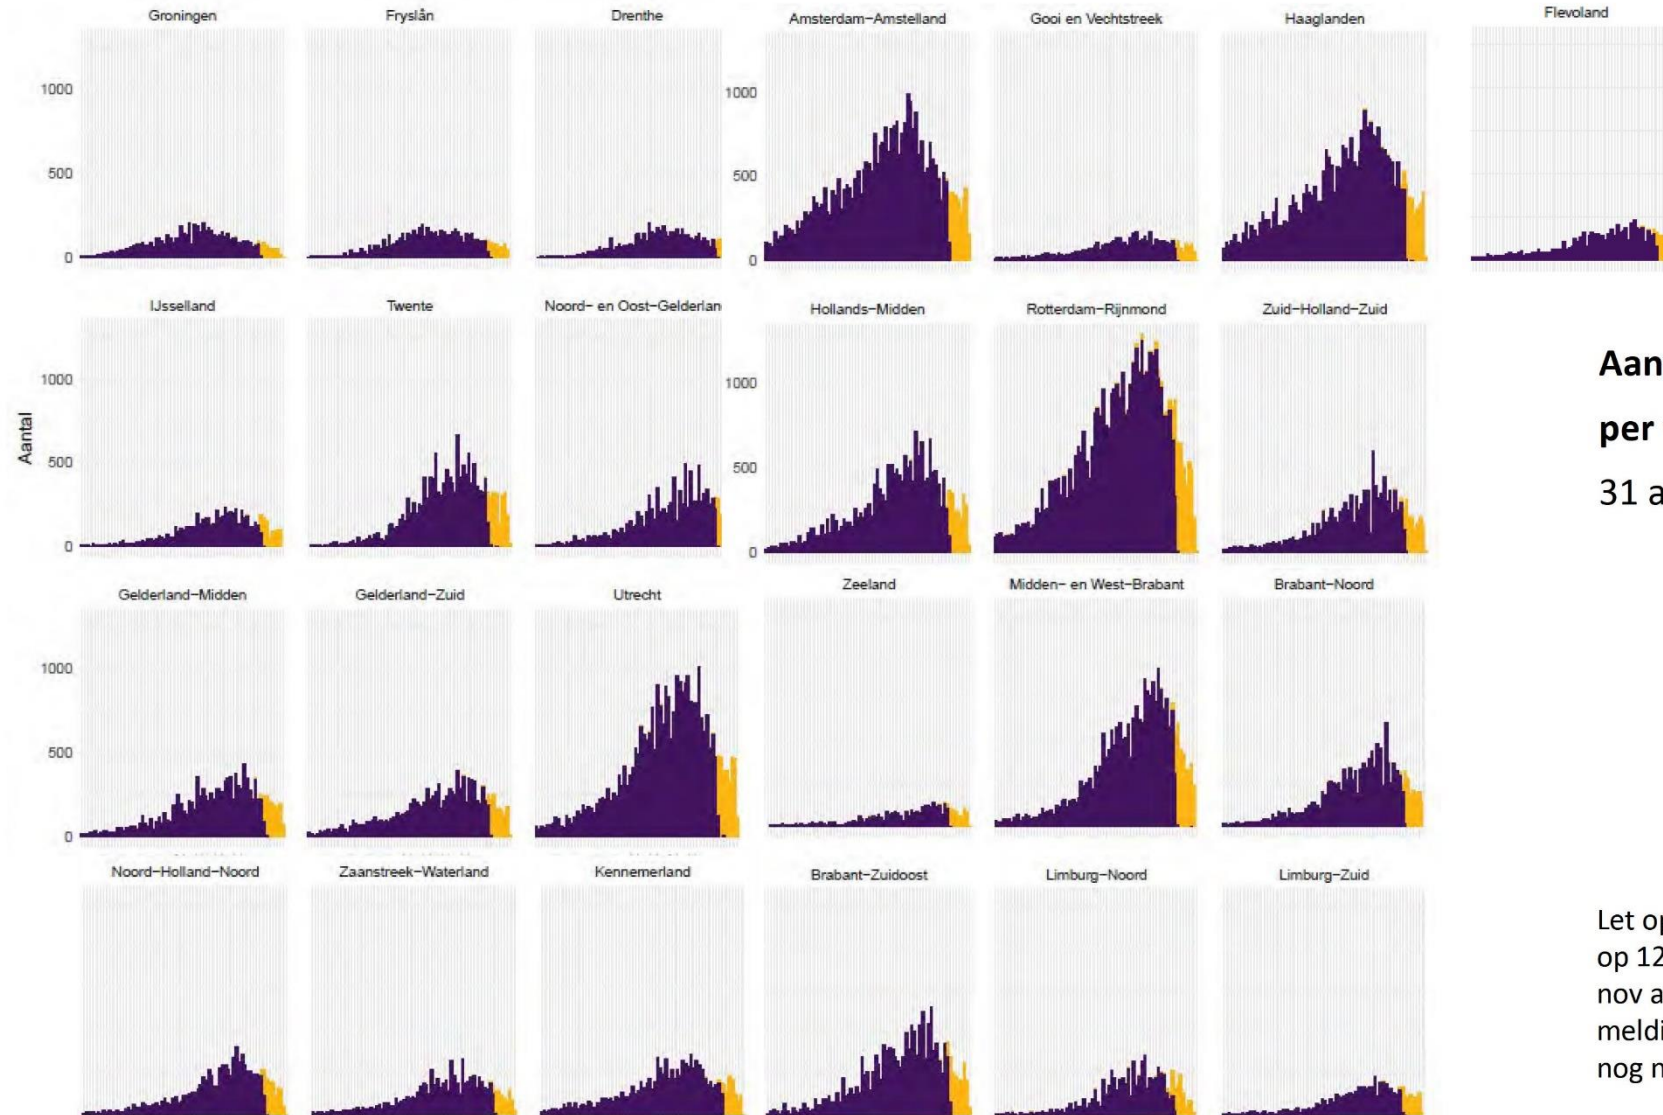 Groningen
Fryslân
Drenthe
Amsterdam-Amstelland
Gooi en Vechtstreek
Haaglanden
Flevoland
1000
500
0
1000
500
0
IJsselland
Twente
Noord- en Oost-Gelderlan
Hollands-Midden
Rotterdam-Rijnmond
Zuid-Holland-Zuid
Aantal
1000
500
0
1000
500
0
Aan
per
31 a
Gelderland-Midden
Gelderland-Zuid
Utrecht
Zeeland
Midden- en West-Brabant
Brabant-Noord
1000
500
0
Noord-Holland-Noord
Zaanstreek-Waterland
Kennemerland
Brabant-Zuidoost
Limburg-Noord
Limburg-Zuid
Let op
op 12
nov a
meldi
nog n